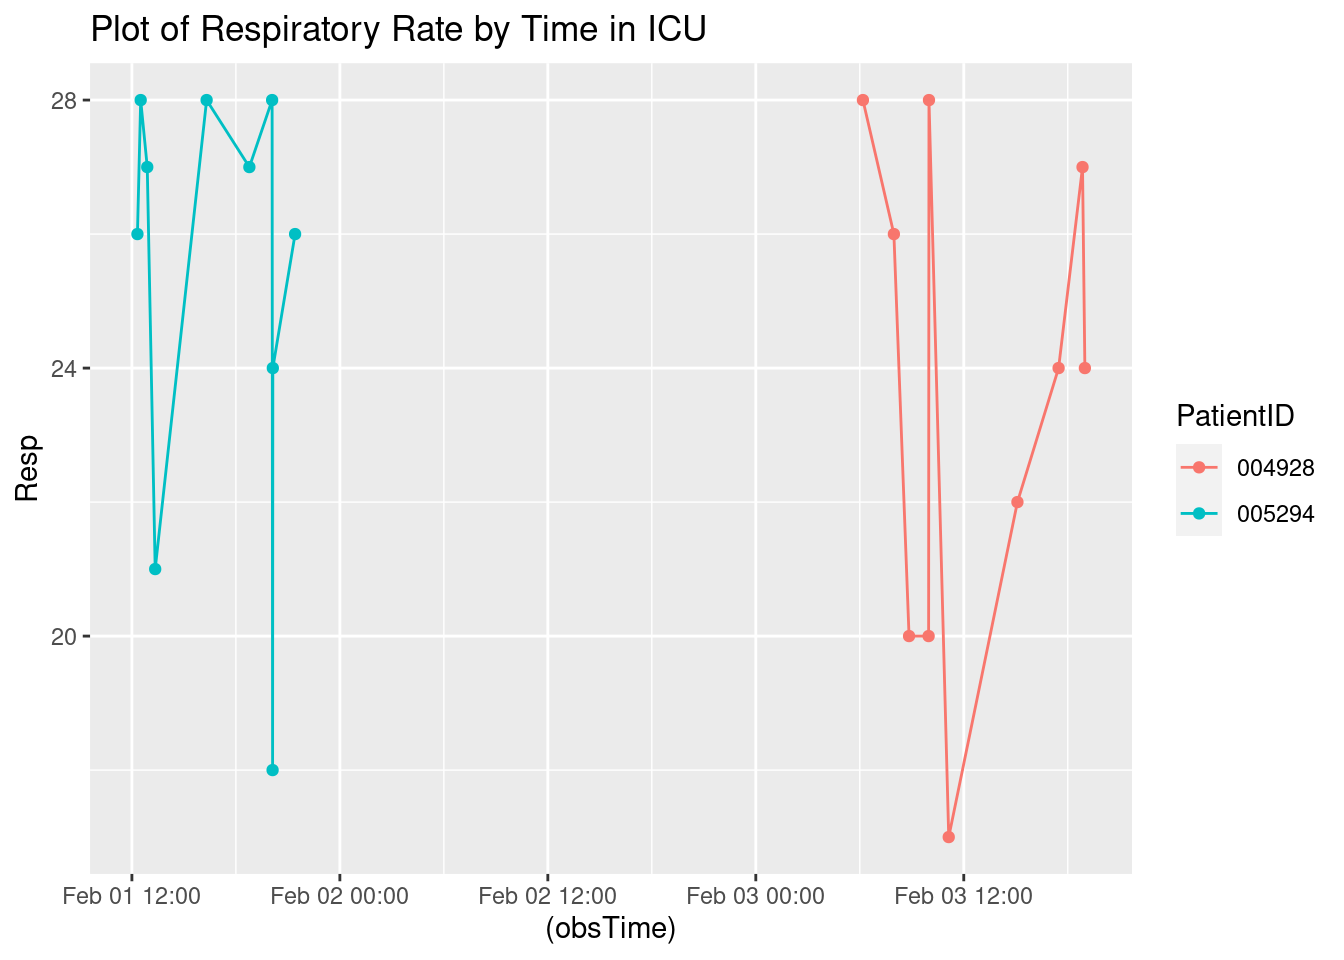 Plot of Respiratory Rate by Time in ICU
28
24
20
Resp
Feb 01 12:00 Feb 02 00:00 Feb 02 12:00 Feb 03 00:00 Feb 03 12:00
(obsTime)
PatientID
004928
005294